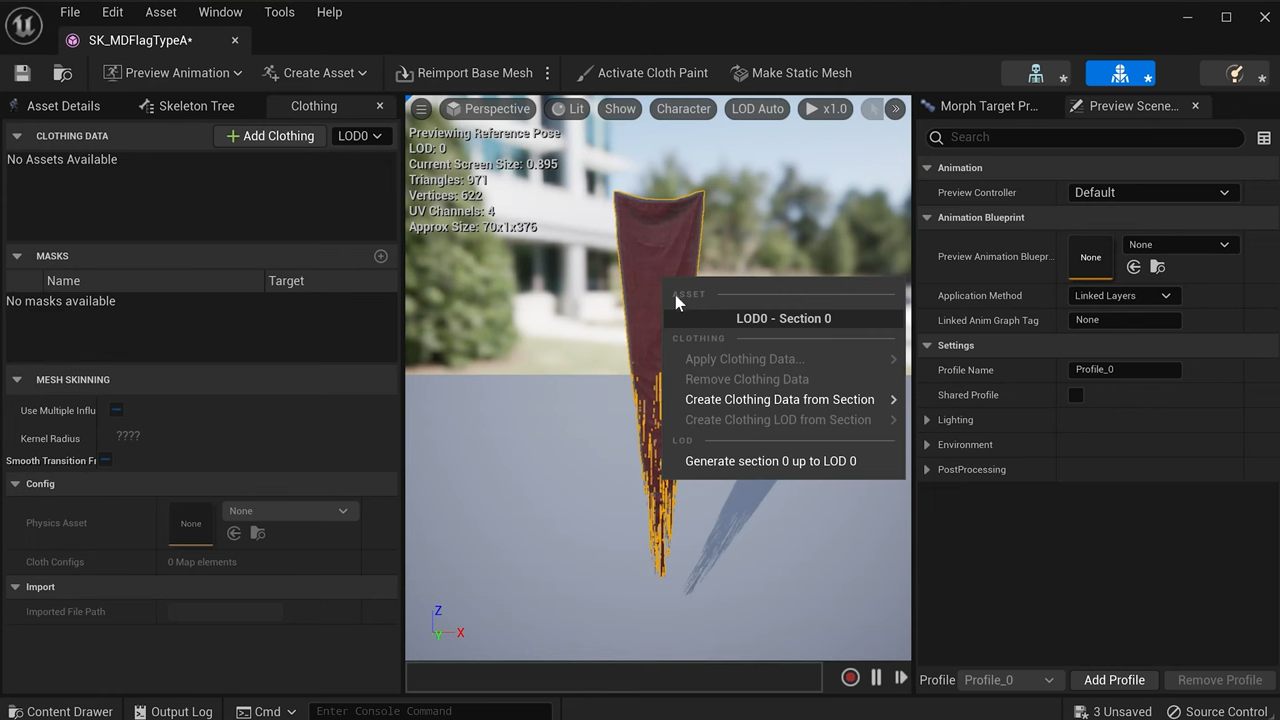 File Edit Asset Window Tools Help
SK_MDFlagTypeA*
Preview Animation Create Asset Reimport Base Mesh Activate Cloth Paint Make Static Mesh
Asset Details Skeleton Tree Clothing
CLOTHING DATA Add Clothing LOD0
No Assets Available
MASKS
Name Target
No masks available
MESH SKINNING
Use Multiple Influ
Kernel Radius ????
Smooth Transition Fr
Config
Physics Asset None None
Cloth Configs 0 Map elements
Import
Imported File Path
Perspective Lit Show Character LOD Auto x1.0
Previewing Reference Pose
LOD: 0
Current Screen Size: 0.895
Triangles: 971
Vertices: 622
UV Channels: 4
Approx Size: 70x1x376
ASSET
LOD0 - Section 0
CLOTHING
Apply Clothing Data...
Remove Clothing Data
Create Clothing Data from Section
Create Clothing LOD from Section
LOD
Generate section 0 up to LOD 0
Z
Y X
Morph Target Pr... Preview Scene...
Search
Animation
Preview Controller Default
Animation Blueprint
Preview Animation Bluepr... None None
Application Method Linked Layers
Linked Anim Graph Tag None
Settings
Profile Name Profile_0
Shared Profile
Lighting
Environment
PostProcessing
Profile Profile_0 Add Profile Remove Profile
Content Drawer Output Log Cmd Enter Console Command 3 Unsaved Source Control